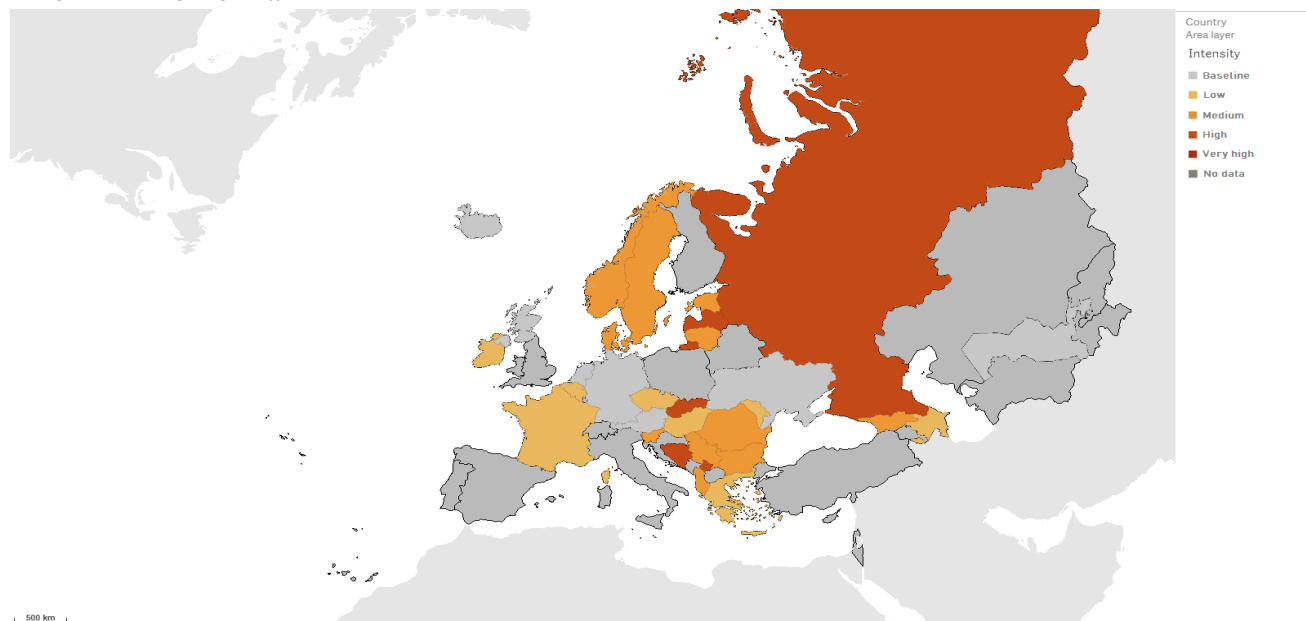 Country
Area layer
Intensity
Baseline
Low
Medium
High
Very high
No data
500 km